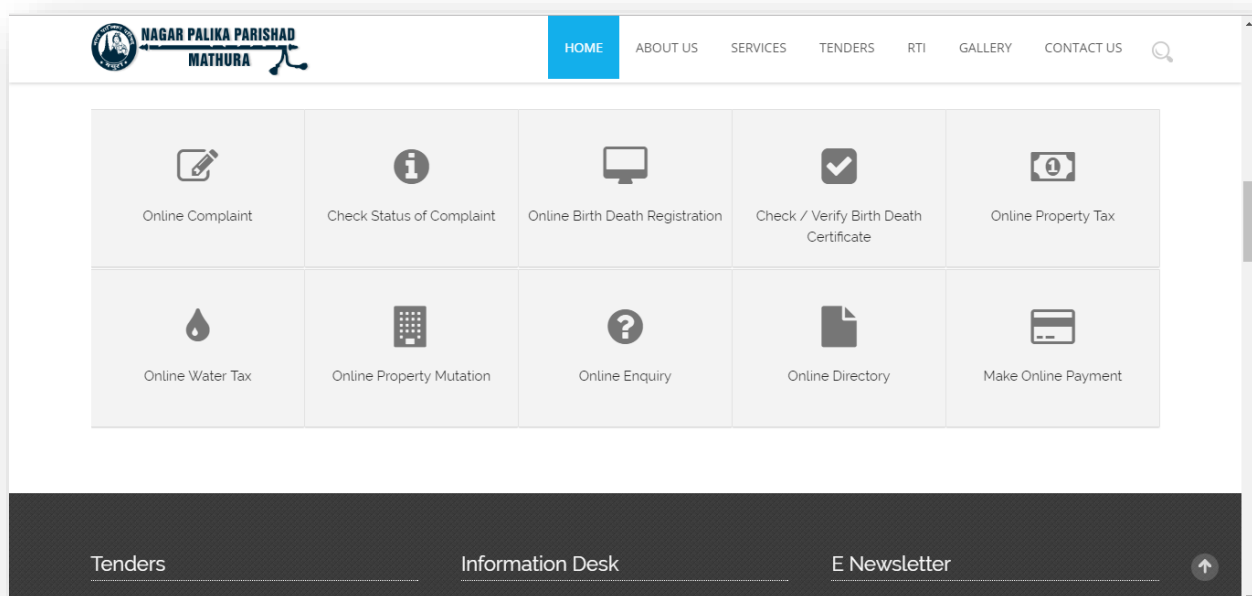 NAGAR PALIKA PARISHAD
MATHURA
HOME ABOUT US SERVICES TENDERS RTI GALLERY CONTACT US
Online Complaint
Check Status of Complaint
Online Birth Death Registration
Check / Verify Birth Death
Certificate
Online Property Tax
Online Water Tax
Online Property Mutation
Online Enquiry
Online Directory
Make Online Payment
Tenders
Information Desk
E Newsletter